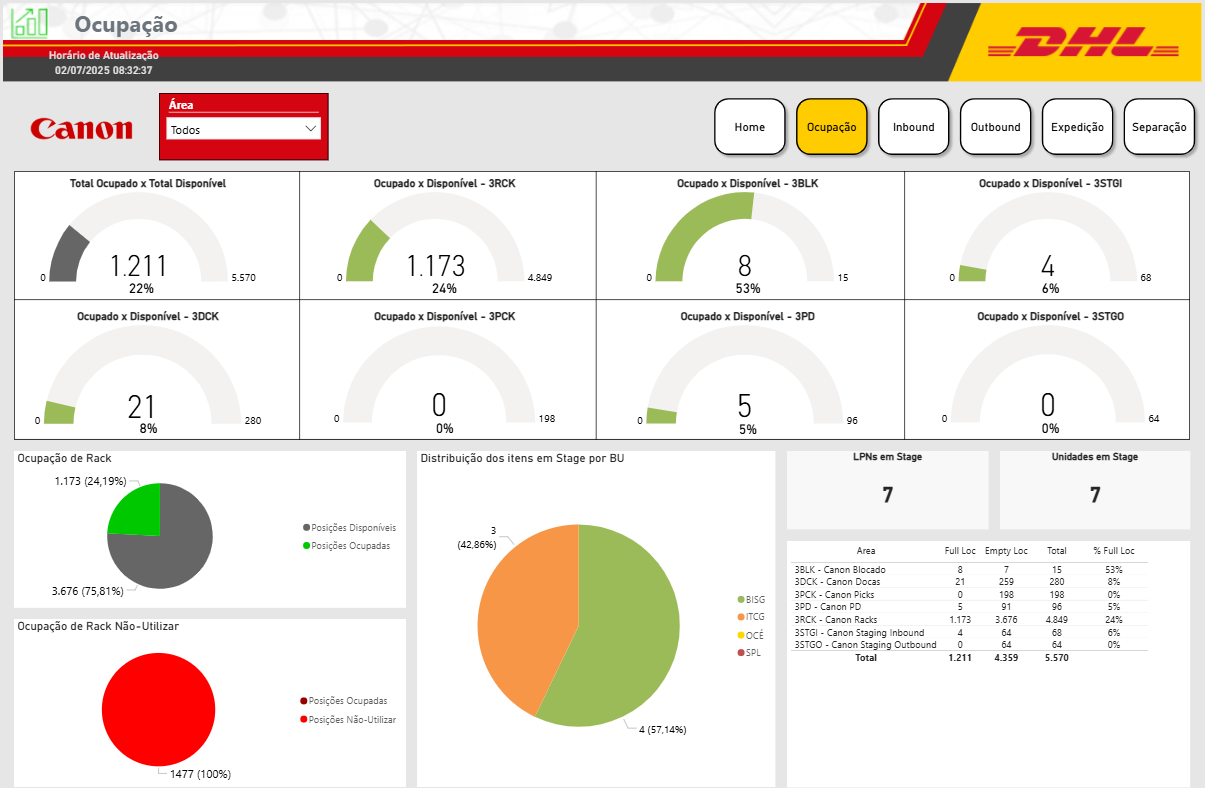 Ocupação
Horário de Atualização
02/07/2025 08:32:37
DHL
Canon
Área
Todos
Home
Ocupação
Inbound
Outbound
Expedição
Separação
Total Ocupado x Total Disponível
0
1.211
5.570
22%
Ocupado x Disponível - 3RCK
0
1.173
4.849
24%
Ocupado x Disponível - 3BLK
0
8
15
53%
Ocupado x Disponível - 3STGI
0
4
68
6%
Ocupado x Disponível - 3DCK
0
21
280
8%
Ocupado x Disponível - 3PCK
0
0
198
0%
Ocupado x Disponível - 3PD
0
5
96
5%
Ocupado x Disponível - 3STGO
0
0
64
0%
Ocupação de Rack
1.173 (24,19%)
3.676 (75,81%)
Posições Disponíveis
Posições Ocupadas
Ocupação de Rack Não-Utilizar
1477 (100%)
Posições Ocupadas
Posições Não-Utilizar
Distribuição dos itens em Stage por BU
3
(42,86%)
4 (57,14%)
BISG
ITCG
OCÉ
SPL
LPNs em Stage
7
Unidades em Stage
7
Area Full Loc Empty Loc Total % Full Loc
3BLK - Canon Blocado 8 7 15 53%
3DCK - Canon Docas 21 259 280 8%
3PCK - Canon Picks 0 198 198 0%
3PD - Canon PD 5 91 96 5%
3RCK - Canon Racks 1.173 3.676 4.849 24%
3STGI - Canon Staging Inbound 4 64 68 6%
3STGO - Canon Staging Outbound 0 64 64 0%
Total 1.211 4.359 5.570